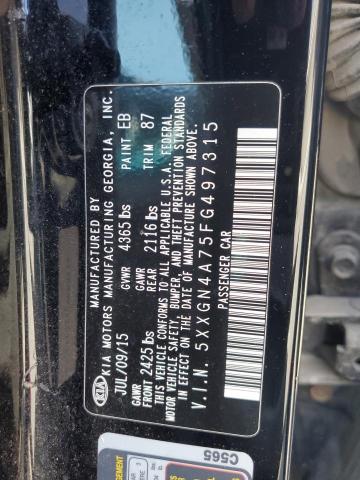 MANUFACTURED BY
KIA MOTORS MANUFACTURING GEORGIA, INC.
KIA
JUL/09/15 GVWR 4365 lbs PAINT EB
GAWR FRONT 2425 lbs GAWR REAR 2116 lbs TRIM 87
THIS VEHICLE CONFORMS TO ALL APPLICABLE U.S.A. FEDERAL
MOTOR VEHICLE SAFETY, BUMPER, AND THEFT PREVENTION STANDARDS
IN EFFECT ON THE DATE OF MANUFACTURE SHOWN ABOVE.
V.I.N. 5XXGN4A75FG497315
PASSENGER CAR
C565